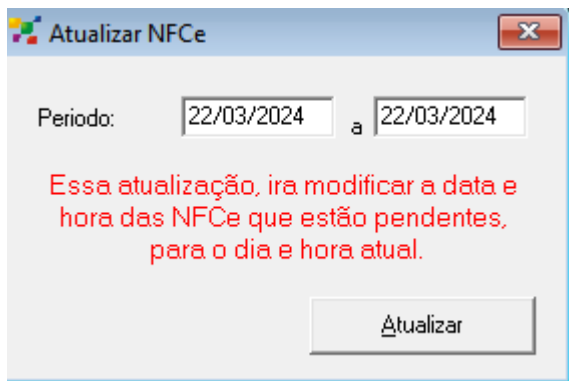 Atualizar NFCe
Periodo: 22/03/2024 a 22/03/2024
Essa atualização, ira modificar a data e
hora das NFCe que estão pendentes,
para o dia e hora atual.
Atualizar